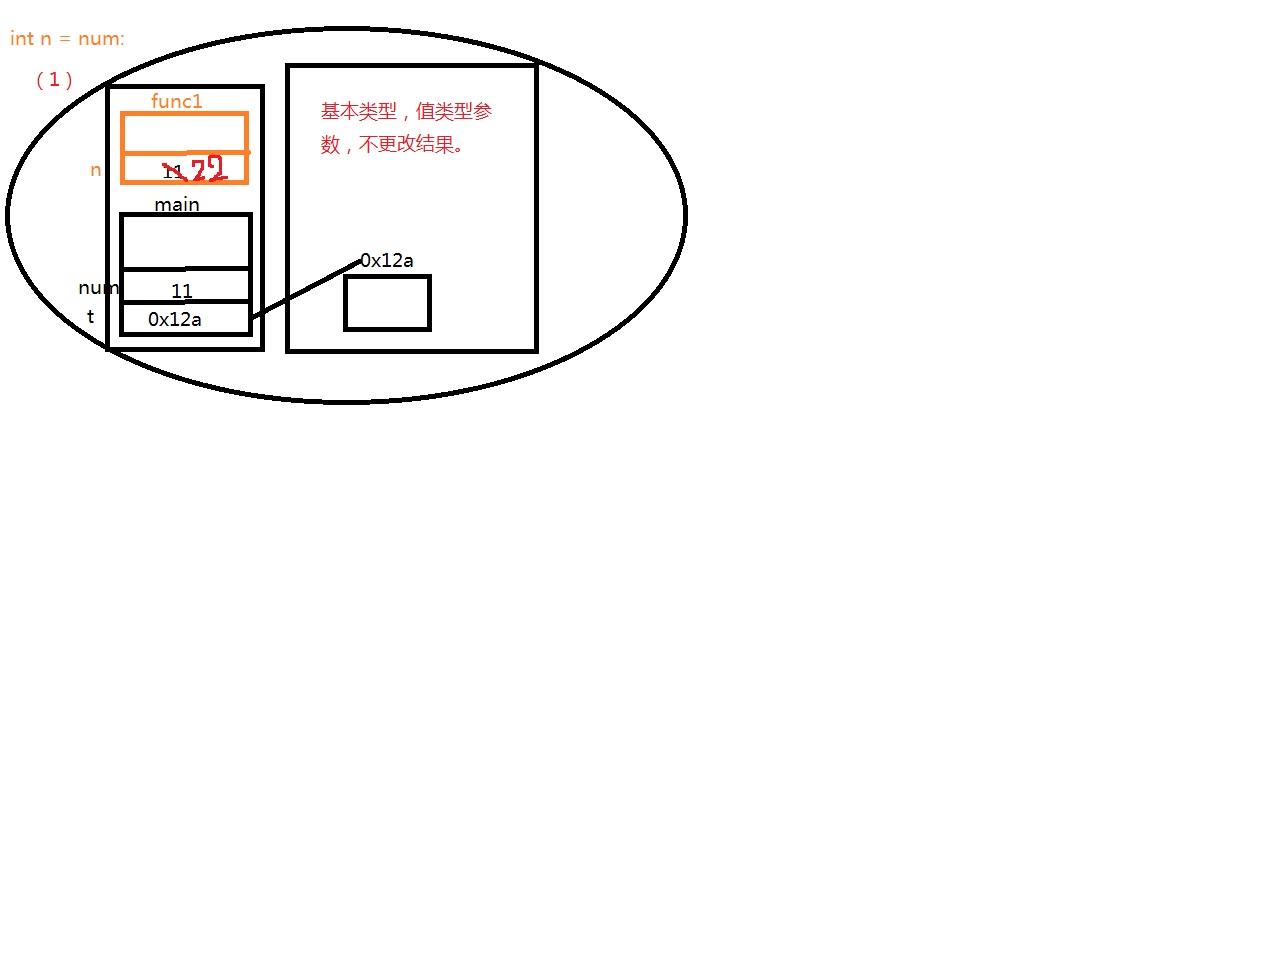 int n = num:
（1）
func1
n
11 22
main
num
11
t
0x12a
基本类型，值类型参
数，不更改结果。
0x12a